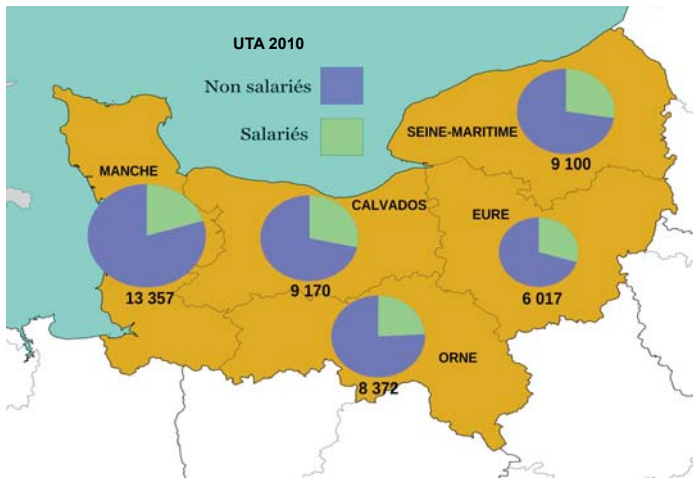 UTA 2010
Non salariés
Salariés
SEINE-MARITIME
9 100
MANCHE
13 357
CALVADOS
9 170
EURE
6 017
ORNE
8 372